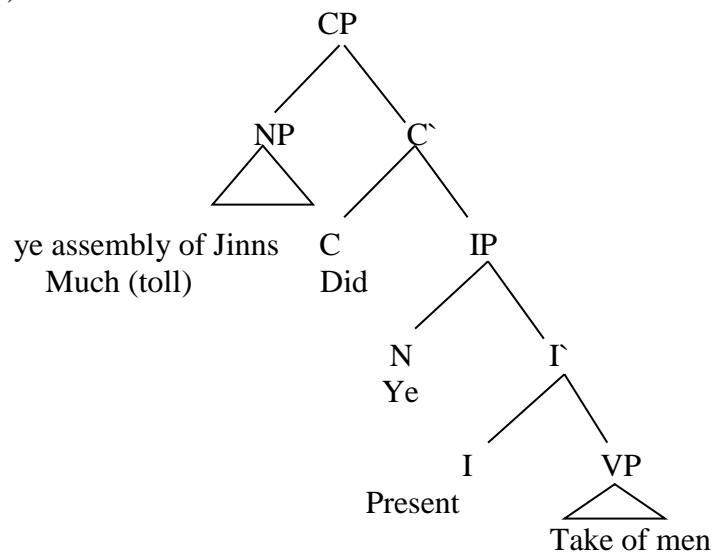 )
CP
NP C`
ye assembly of Jinns C IP
Much (toll) Did
N I`
Ye
I VP
Present
Take of men